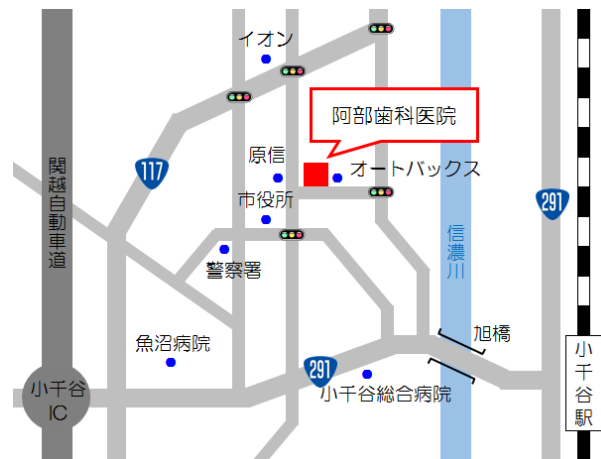 イオン
阿部歯科医院
原信
オートバックス
関越自動車道
117
市役所
291
警察署
信濃川
旭橋
魚沼病院
291
小千谷駅
小千谷総合病院
小千谷
IC